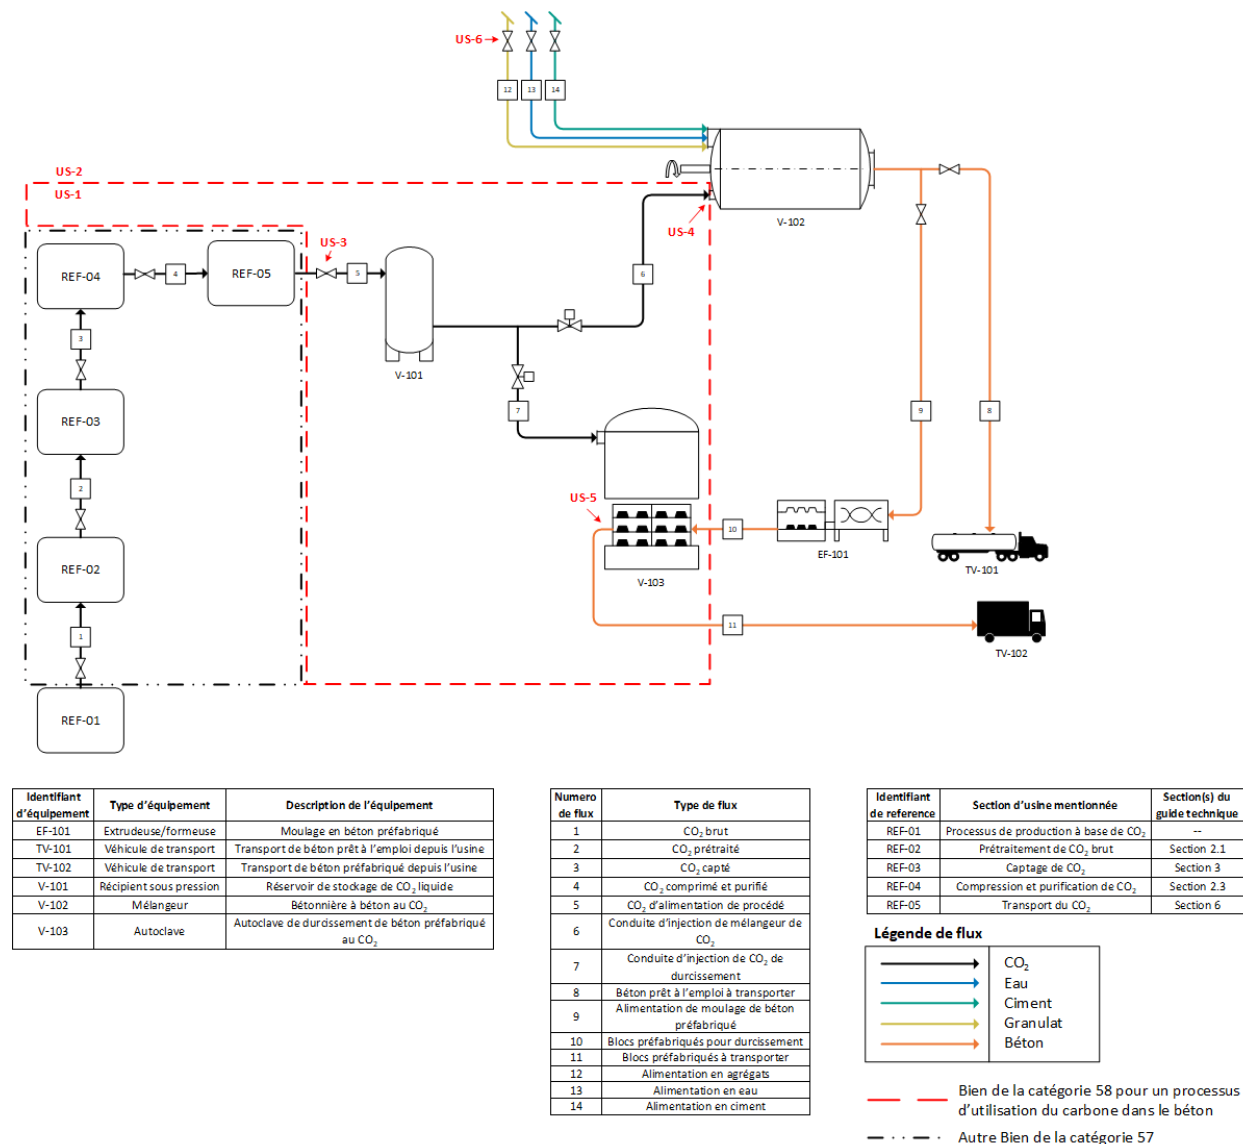 US-6
12
13
14
US-2
US-1
US-3
US-4
V-102
REF-04
4
REF-05
5
6
3
V-101
REF-03
7
9
8
2
US-5
10
EF-101
REF-02
V-103
TV-101
1
11
TV-102
REF-01
Identifiant d'équipement Type d'équipement Description de l'équipement
EF-101 Extrudeuse/formeuse Moulage en béton préfabriqué
TV-101 Véhicule de transport Transport de béton prêt à l'emploi depuis l'usine
TV-102 Véhicule de transport Transport de béton préfabriqué depuis l'usine
V-101 Récipient sous pression Réservoir de stockage de CO₂ liquide
V-102 Mélangeur Bétonnière à béton au CO₂
V-103 Autoclave Autoclave de durcissement de béton préfabriqué
au CO₂
Numero de flux Type de flux
1 CO₂ brut
2 CO₂ prétraité
3 CO₂ capté
4 CO₂ comprimé et purifié
5 CO₂ d'alimentation de procédé
6 Conduite d'injection de mélangeur de
CO₂
7 Conduite d'injection de CO₂ de
durcissement
8 Béton prêt à l'emploi à transporter
9 Alimentation de moulage de béton
préfabriqué
10 Blocs préfabriqués pour durcissement
11 Blocs préfabriqués à transporter
12 Alimentation en agrégats
13 Alimentation en eau
14 Alimentation en ciment
Identifiant de reference Section d'usine mentionnée Section(s) du guide technique
REF-01 Processus de production à base de CO₂ --
REF-02 Prétraitement de CO₂ brut Section 2.1
REF-03 Captage de CO₂ Section 3
REF-04 Compression et purification de CO₂ Section 2.3
REF-05 Transport du CO₂ Section 6
Légende de flux
CO₂
Eau
Ciment
Granulat
Béton
Bien de la catégorie 58 pour un processus
d'utilisation du carbone dans le béton
Autre Bien de la catégorie 57